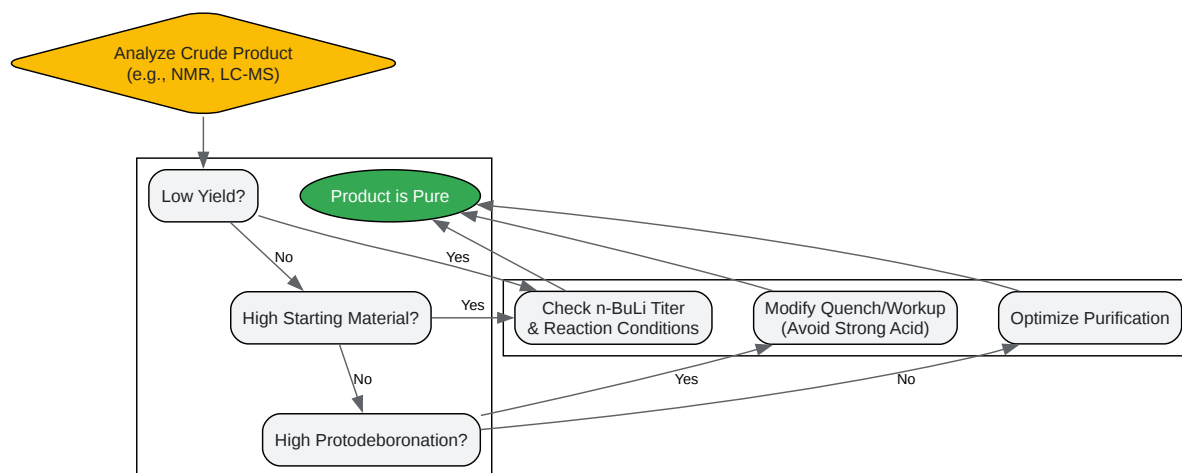 Analyze Crude Product
(e.g., NMR, LC-MS)
Low Yield?
Product is Pure
No
Yes
High Starting Material?
Yes
Check n-BuLi Titer
& Reaction Conditions
Modify Quench/Workup
(Avoid Strong Acid)
Optimize Purification
No
Yes
No
High Protodeboronation?